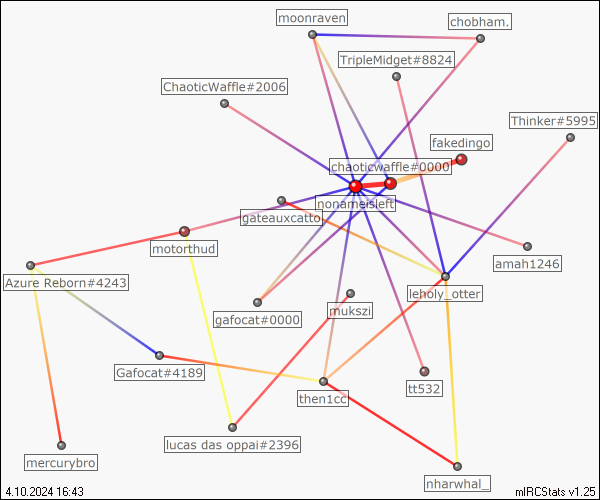 moonraven
chobham.
TripleMidget#8824
ChaoticWaffle#2006
Thinker#5995
fakedingo
chaoticwaffle#0000
nonameisleft
gateauxcatto
motorthud
amah1246
Azure Reborn#4243
leholy_otter
mukszi
gafocat#0000
Gafocat#4189
tt532
then1cc
lucas das oppai#2396
mercurybro
nharwhal_
4.10.2024 16:43
mIRCStats v1.25